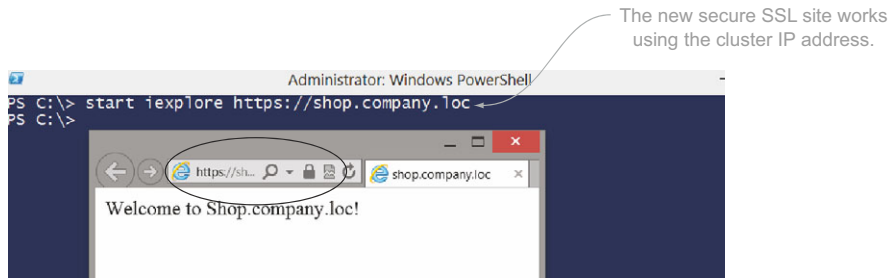 The new secure SSL site works
using the cluster IP address.
Administrator: Windows PowerShell
PS C:\> start iexplore https://shop.company.loc
PS C:\>
https://sh...
shop.company.loc
Welcome to Shop.company.loc!